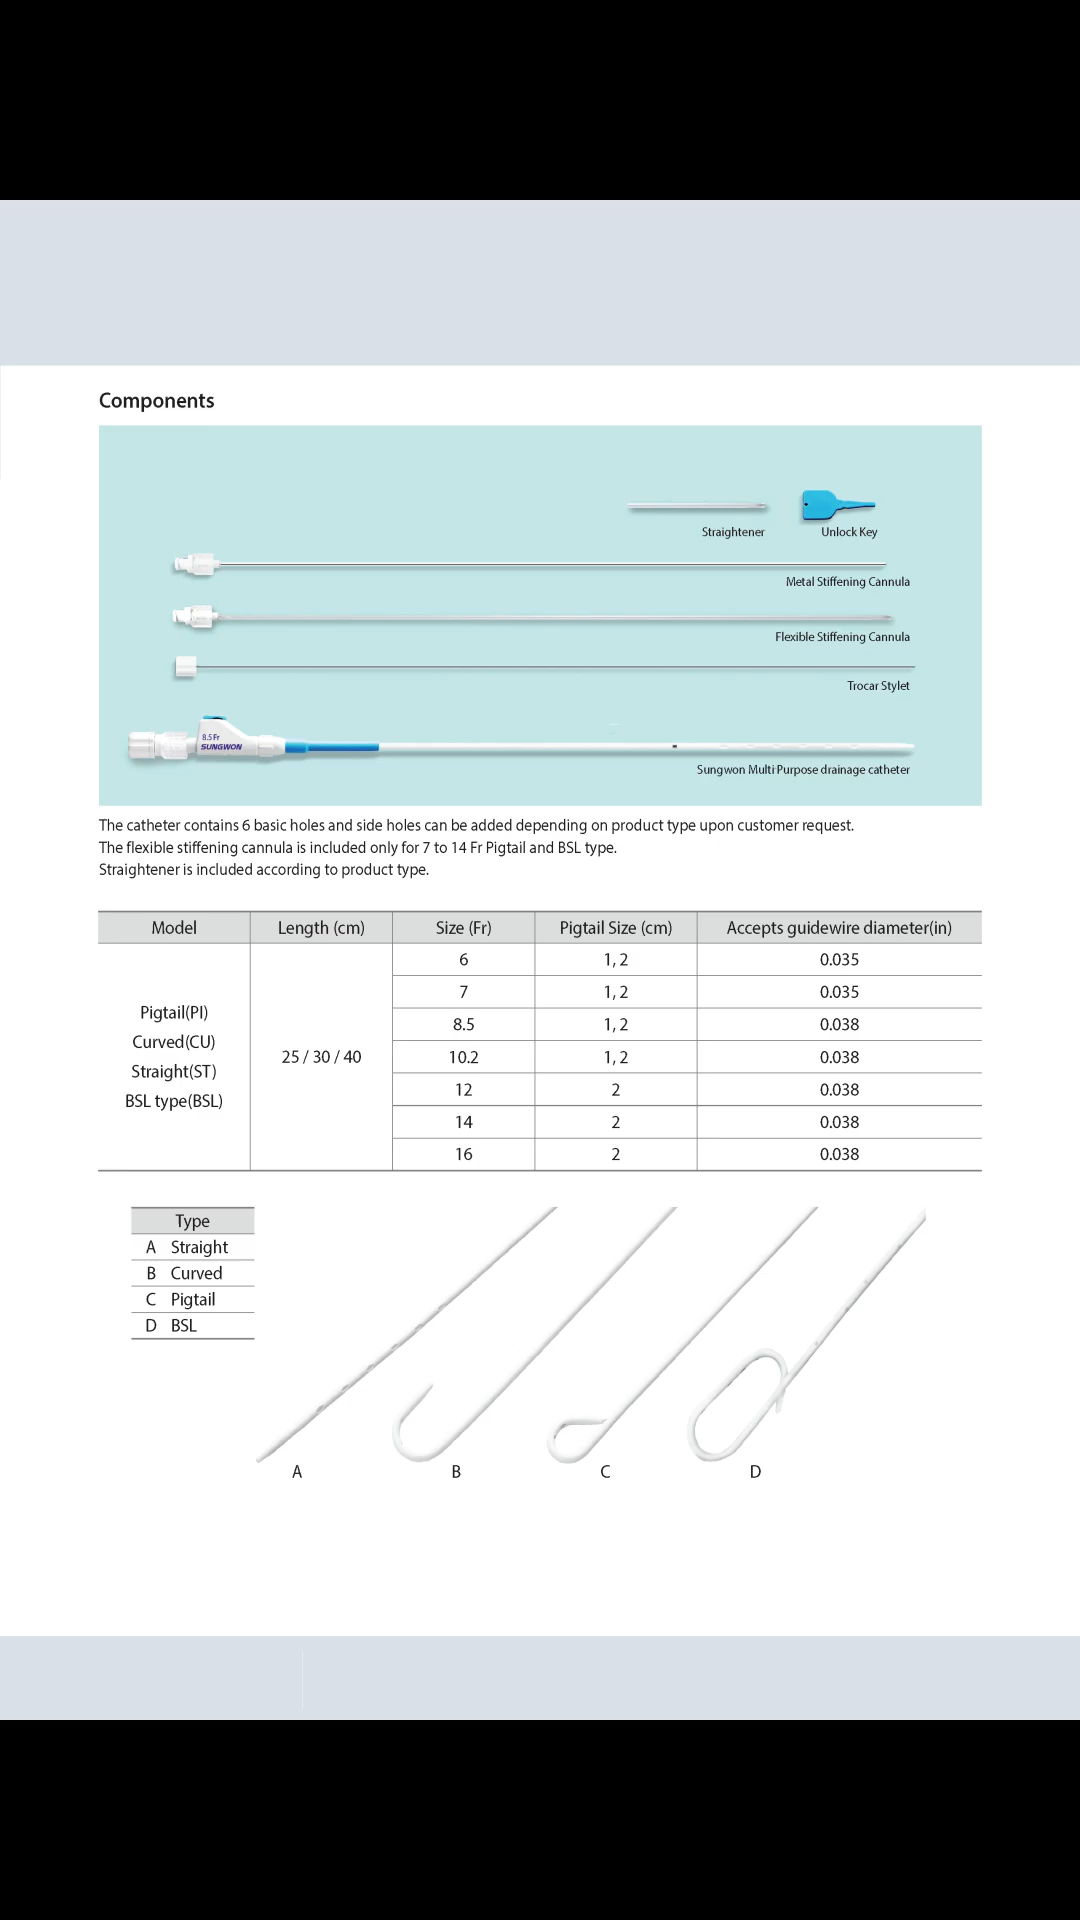 Components
Straightener
Unlock Key
Metal Stiffening Cannula
Flexible Stiffening Cannula
Trocar Stylet
8.5 Fr
SUNGWON
Sungwon Multi Purpose drainage catheter
The catheter contains 6 basic holes and side holes can be added depending on product type upon customer request.
The flexible stiffening cannula is included only for 7 to 14 Fr Pigtail and BSL type.
Straightener is included according to product type.
Model Length (cm) Size (Fr) Pigtail Size (cm) Accepts guidewire diameter(in)
Pigtail(PI)
Curved(CU)
Straight(ST)
BSL type(BSL)
25 / 30 / 40
6 1, 2 0.035
7 1, 2 0.035
8.5 1, 2 0.038
10.2 1, 2 0.038
12 2 0.038
14 2 0.038
16 2 0.038
Type
A Straight
B Curved
C Pigtail
D BSL
A B C D